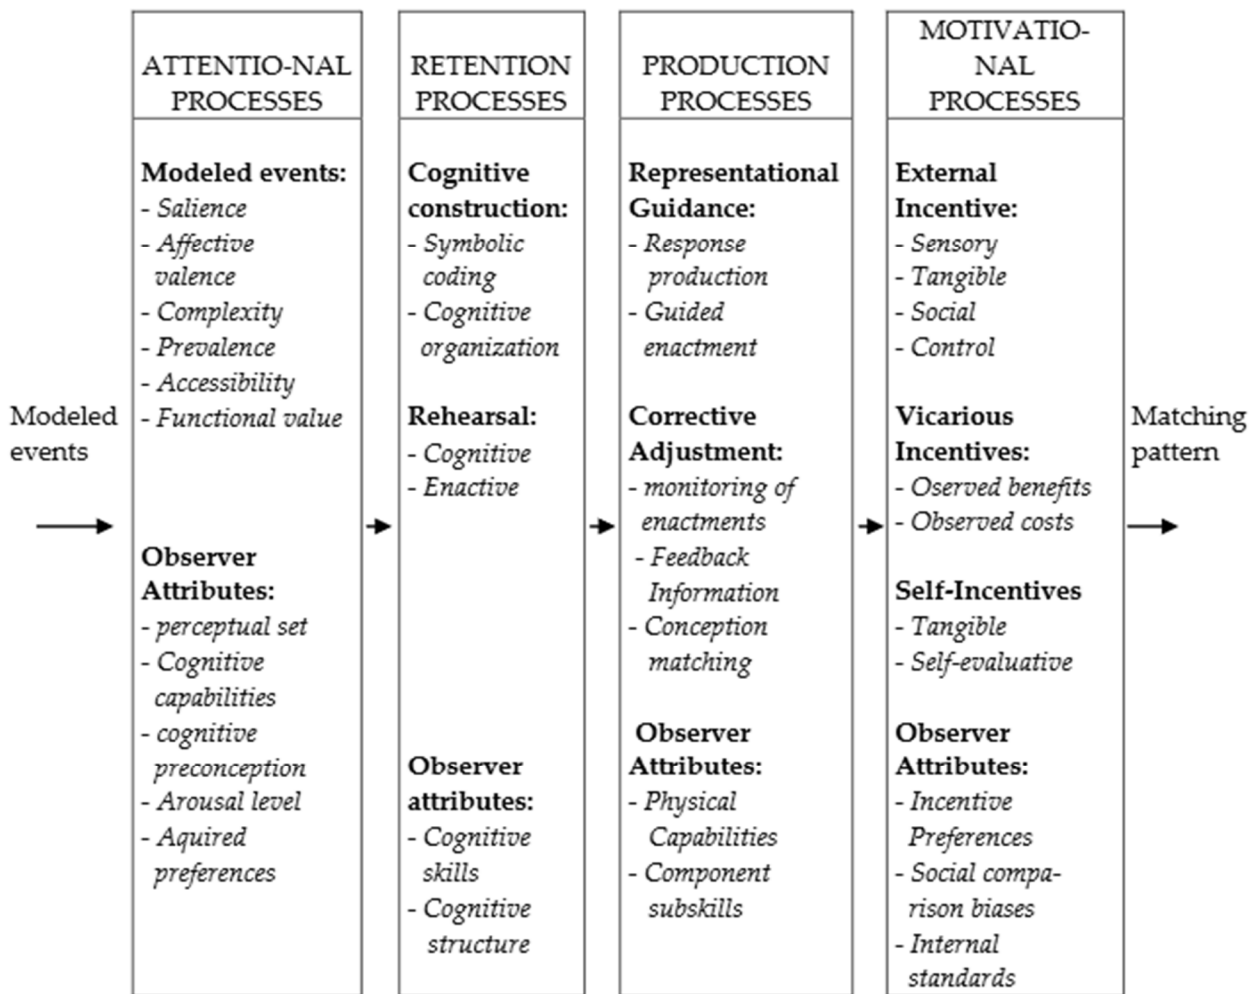 Modeled
events
ATTENTIO-NAL
PROCESSES
Modeled events:
- Salience
- Affective
valence
- Complexity
- Prevalence
- Accessibility
- Functional value
Observer
Attributes:
- perceptual set
- Cognitive
capabilities
- cognitive
preconception
- Arousal level
- Aquired
preferences
RETENTION
PROCESSES
Cognitive
construction:
- Symbolic
coding
- Cognitive
organization
Rehearsal:
- Cognitive
- Enactive
Observer
attributes:
- Cognitive
skills
- Cognitive
structure
PRODUCTION
PROCESSES
Representational
Guidance:
- Response
production
- Guided
enactment
Corrective
Adjustment:
- monitoring of
enactments
- Feedback
Information
- Conception
matching
Observer
Attributes:
- Physical
Capabilities
- Component
subskills
MOTIVATIO-
NAL
PROCESSES
External
Incentive:
- Sensory
- Tangible
- Social
- Control
Vicarious
Incentives:
- Oserved benefits
- Observed costs
Self-Incentives
- Tangible
- Self-evaluative
Observer
Attributes:
- Incentive
Preferences
- Social compa-
rison biases
- Internal
standards
Matching
pattern